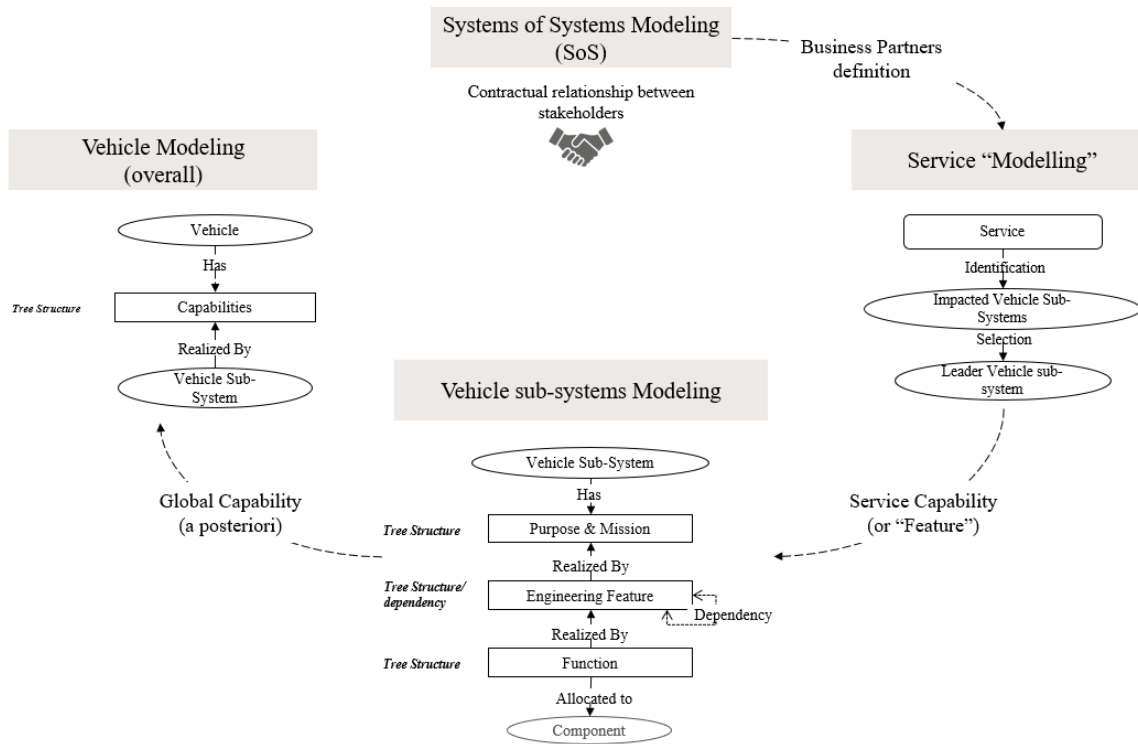 Systems of Systems Modeling
(SoS)
Business Partners
definition
Contractual relationship between
stakeholders
Vehicle Modeling
(overall)
Service “Modelling”
Vehicle
Has
Tree Structure
Capabilities
Realized By
Vehicle Sub-
System
Service
Identification
Impacted Vehicle Sub-
Systems
Selection
Leader Vehicle sub-
system
Vehicle sub-systems Modeling
Global Capability
(a posteriori)
Service Capability
(or “Feature”)
Vehicle Sub-System
Has
Tree Structure
Purpose & Mission
Realized By
Tree Structure/
dependency
Engineering Feature
Dependency
Realized By
Tree Structure
Function
Allocated to
Component